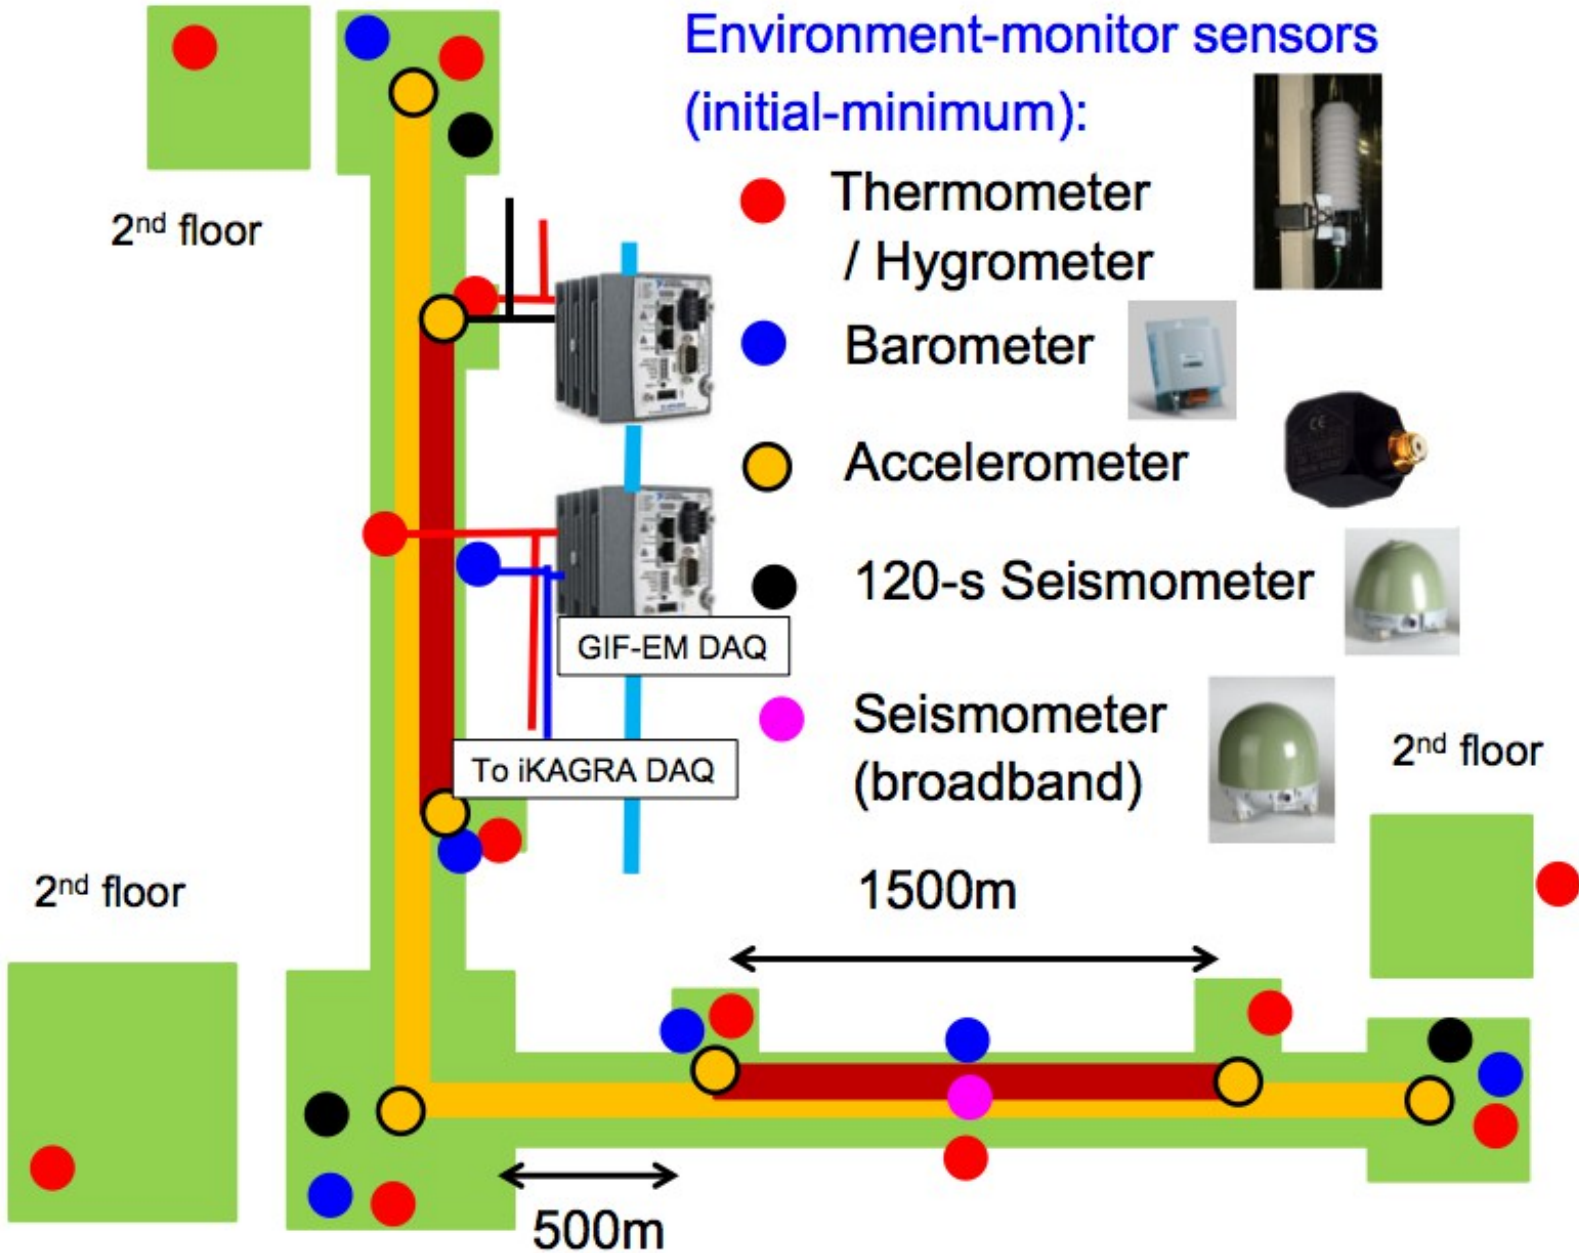 Environment-monitor sensors
(initial-minimum):
Thermometer
/ Hygrometer
2nd floor
Barometer
Accelerometer
120-s Seismometer
GIF-EM DAQ
Seismometer
(broadband)
To iKAGRA DAQ
2nd floor
1500m
2nd floor
500m